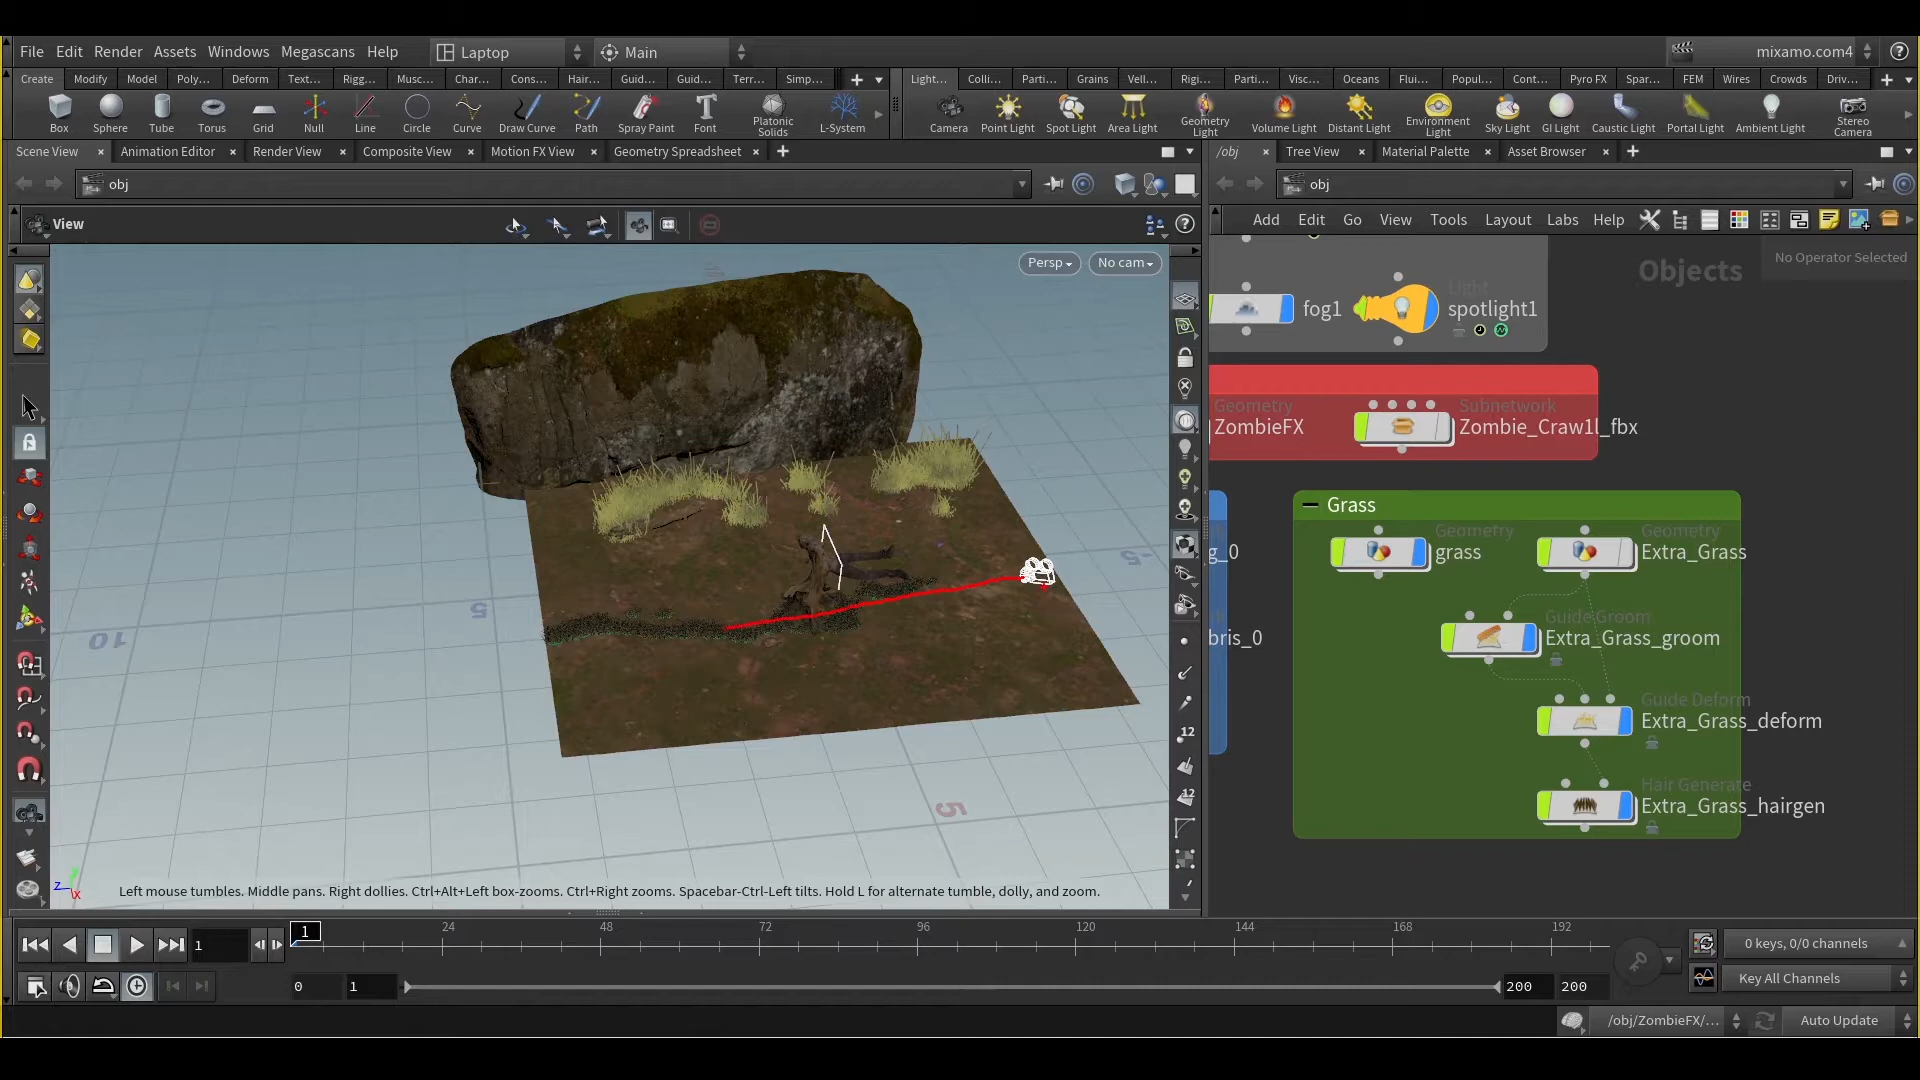 File Edit Render Assets Windows Megascans Help Laptop Main mixamo.com4
Create Modify Model Poly... Deform Text... Rigg... Musc... Char... Cons... Hair... Guid... Guid... Terr... Simp... Light... Colli... Parti... Grains Vell... Rigi... Parti... Visc... Oceans Flui... Popul... Cont... Pyro FX Spar... FEM Wires Crowds Driv...
Box Sphere Tube Torus Grid Null Line Circle Curve Draw Curve Path Spray Paint Font Platonic Solids L-System Camera Point Light Spot Light Area Light Geometry Light Volume Light Distant Light Environment Light Sky Light GI Light Caustic Light Portal Light Ambient Light Stereo Camera
Scene View Animation Editor Render View Composite View Motion FX View Geometry Spreadsheet /obj Tree View Material Palette Asset Browser
obj obj
View Add Edit Go View Tools Layout Labs Help
Persp No cam
Objects No Operator Selected
Light
fog1 spotlight1
Geometry Subnetwork
ZombieFX Zombie_Craw1l_fbx
Grass
Geometry Geometry
g_0 grass Extra_Grass
Guide Groom
bris_0 Extra_Grass_groom
Guide Deform
Extra_Grass_deform
Hair Generate
Extra_Grass_hairgen
10 5 -5
5
12
12
z x
Left mouse tumbles. Middle pans. Right dollies. Ctrl+Alt+Left box-zooms. Ctrl+Right zooms. Spacebar-Ctrl-Left tilts. Hold L for alternate tumble, dolly, and zoom.
1 1 24 48 72 96 120 144 168 192 0 keys, 0/0 channels
0 1 200 200 Key All Channels
/obj/ZombieFX/... Auto Update